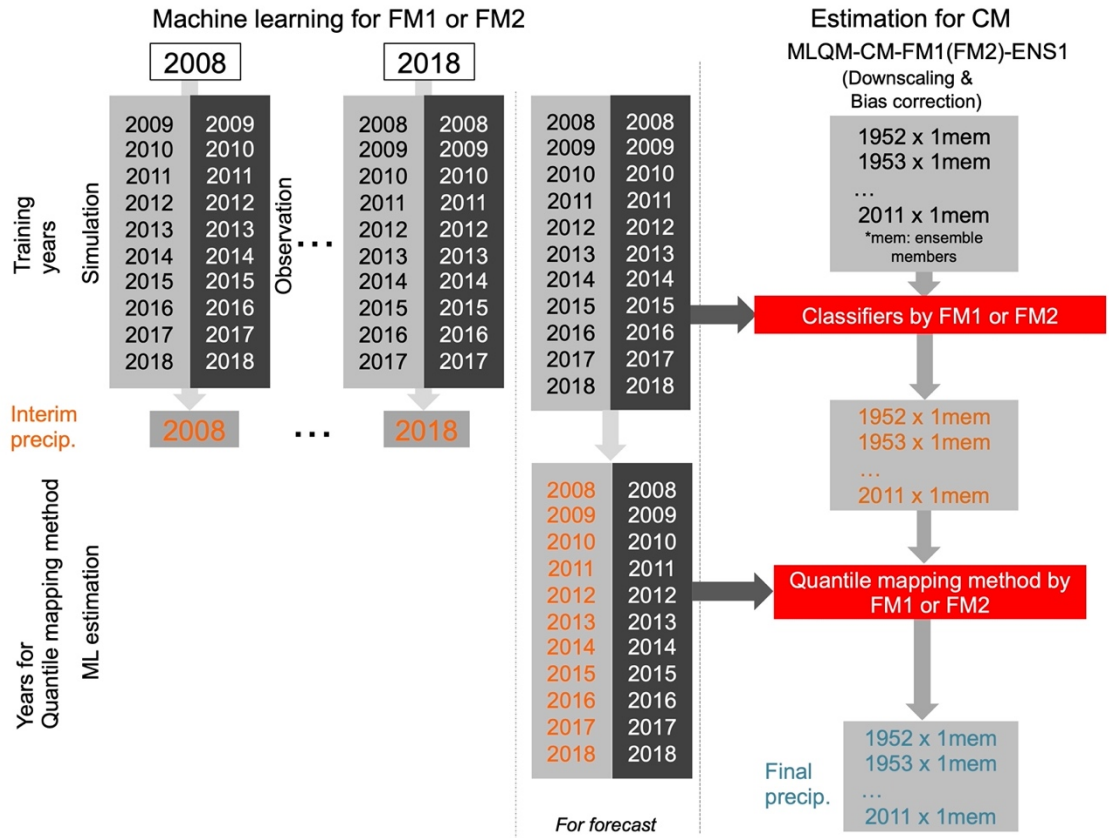 Machine learning for FM1 or FM2
2008
2018
Training
years
Simulation
2009 2009
2010 2010
2011 2011
2012 2012
2013 2013
2014 2014
2015 2015
2016 2016
2017 2017
2018 2018
Observation
...
2008 2008
2009 2009
2010 2010
2011 2011
2012 2012
2013 2013
2014 2014
2015 2015
2016 2016
2017 2017
Interim
precip.
2008
...
2018
2008 2008
2009 2009
2010 2010
2011 2011
2012 2012
2013 2013
2014 2014
2015 2015
2016 2016
2017 2017
2018 2018
Years for
Quantile mapping method
ML estimation
2008 2008
2009 2009
2010 2010
2011 2011
2012 2012
2013 2013
2014 2014
2015 2015
2016 2016
2017 2017
2018 2018
For forecast
Estimation for CM
MLQM-CM-FM1(FM2)-ENS1
(Downscaling &
Bias correction)
1952 x 1mem
1953 x 1mem
...
2011 x 1mem
*mem: ensemble
members
Classifiers by FM1 or FM2
1952 x 1mem
1953 x 1mem
...
2011 x 1mem
Quantile mapping method by
FM1 or FM2
Final
precip.
1952 x 1mem
1953 x 1mem
...
2011 x 1mem